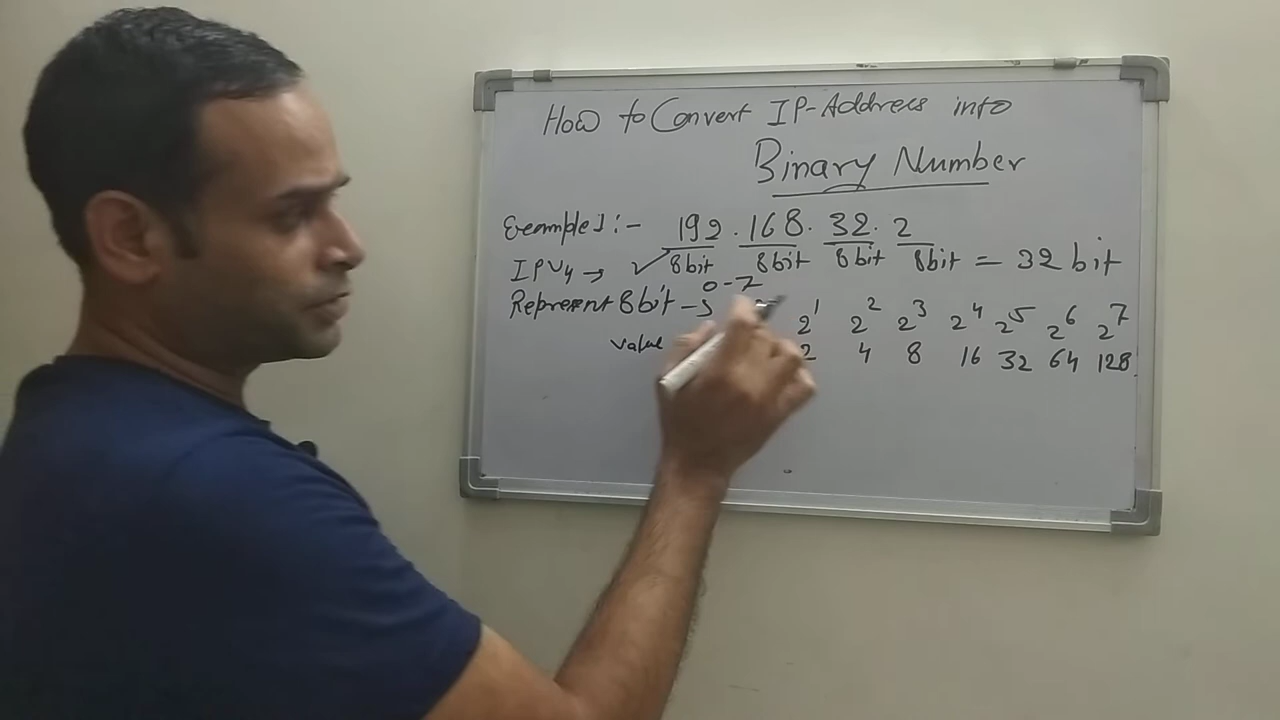 How to Convert IP-Address into
Binary Number
Example1:- 192.168.32.2
IPV4 → ✓ 8bit 8bit 8bit 8bit = 32 bit
0-7
Represent 8bit → 2¹ 2² 2³ 2⁴ 2⁵ 2⁶ 2⁷
value 2 4 8 16 32 64 128